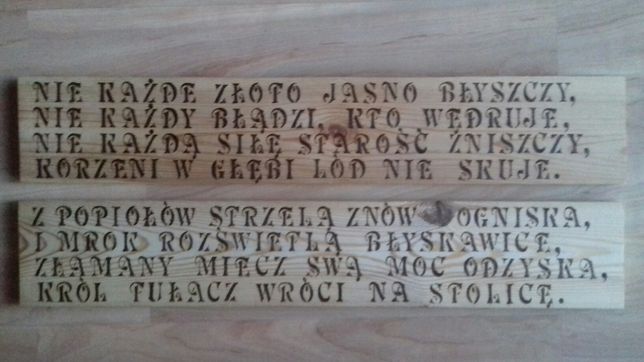 NIE KAŻDE ZŁOTO JASNO BŁYSZCZY,
NIE KAŻDY BŁĄDZI, KTO WĘDRUJE,
NIE KAŻDĄ SIŁĘ STAROŚĆ ZNISZCZY,
KORZENI W GŁĘBI LÓD NIE SKUJE.
Z POPIOŁÓW STRZELĄ ZNÓW OGNISKA,
I MROK ROZŚWIETLĄ BŁYSKAWICE,
ZŁAMANY MIECZ SWĄ MOC ODZYSKA,
KRÓL TUŁACZ WRÓCI NA STOLICĘ.